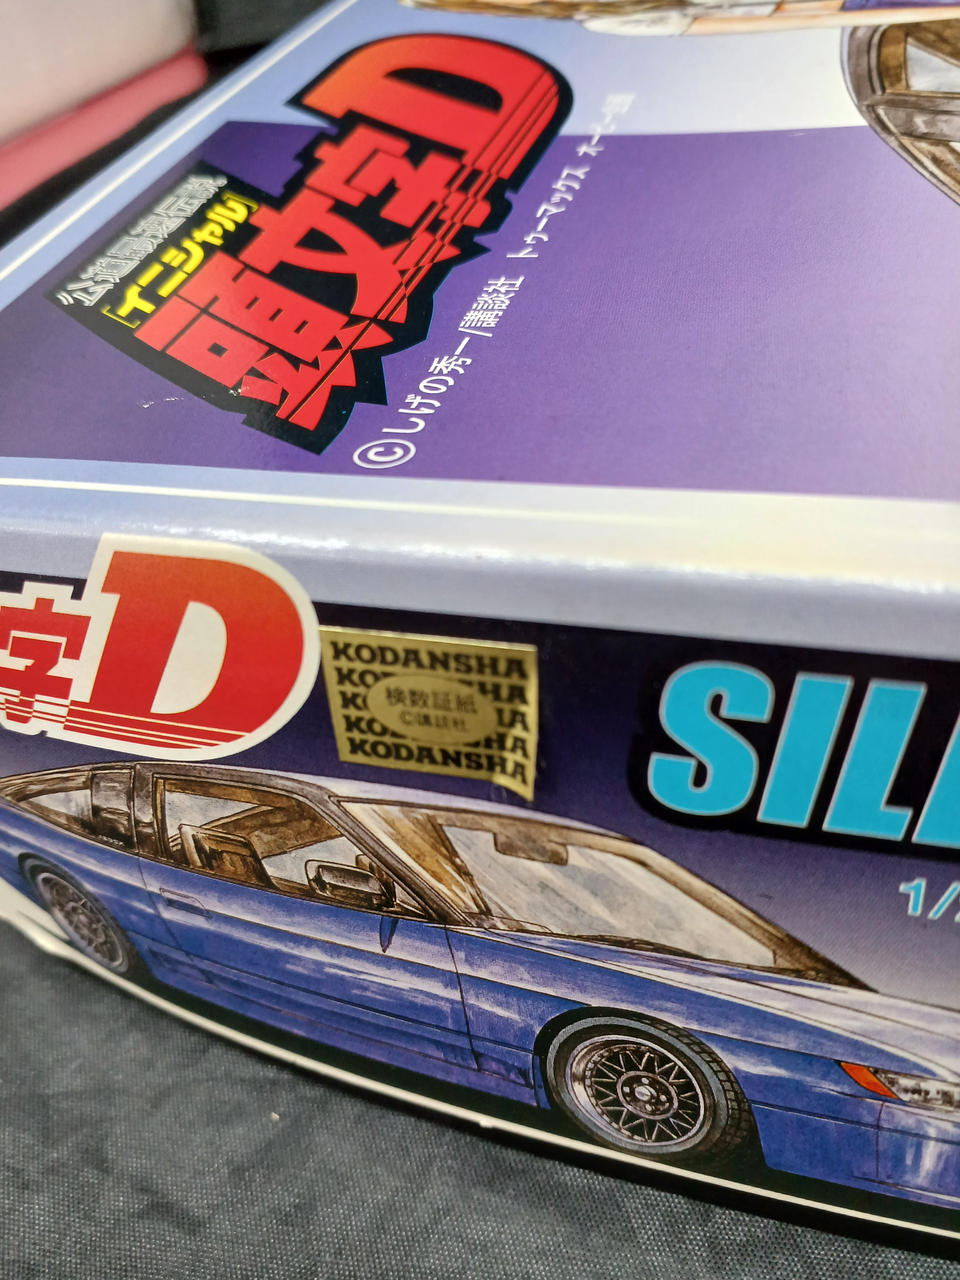 公道最速伝説
[イニシャル]
頭文字D
©しげの秀一/講談社 トゥーマックス オービー企画
字D
KODANSHA
KODANSHA
検数証紙
©講談社
KODANSHA
SIL
1/